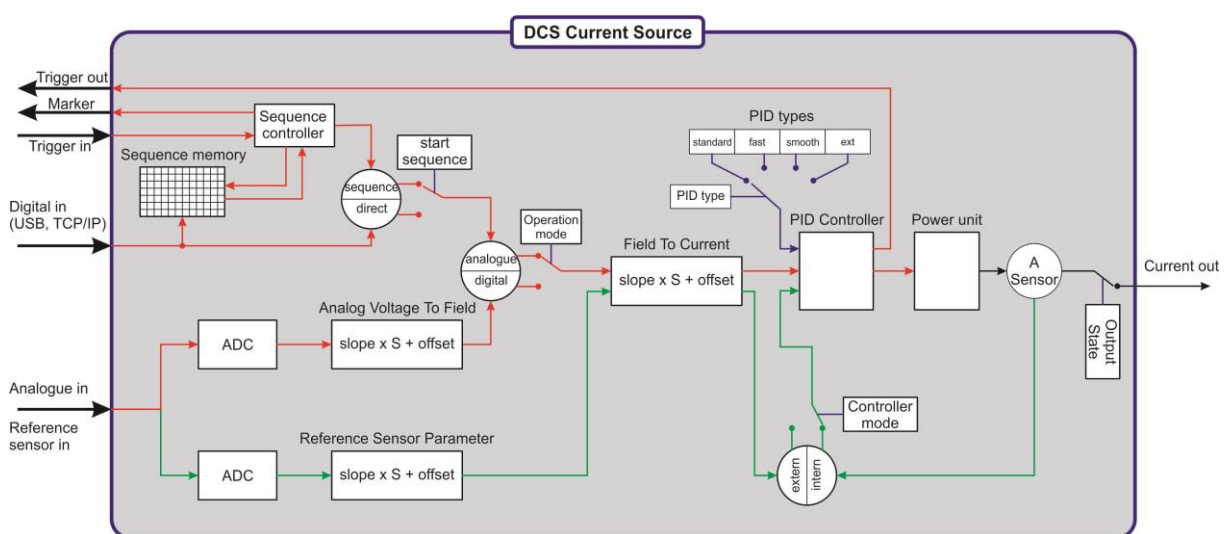 DCS Current Source
Trigger out
Marker
Trigger in
Sequence
controller
Sequence memory
Digital in
(USB, TCP/IP)
start
sequence
sequence
direct
Operation
mode
analogue
digital
Analog Voltage To Field
ADC
slope x S + offset
Analogue in
Reference
sensor in
Reference Sensor Parameter
ADC
slope x S + offset
Field To Current
slope x S + offset
PID types
standard
fast
smooth
ext
PID type
PID Controller
Power unit
A
Sensor
Current out
Output
State
Controller
mode
extern
intern